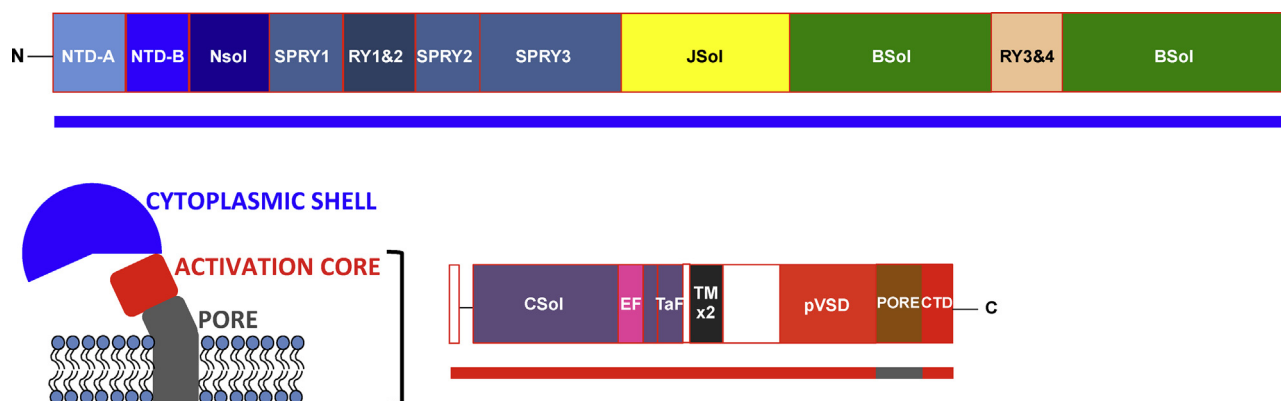 N NTD-A NTD-B Nsol SPRY1 RY1&2 SPRY2 SPRY3 JSol BSol RY3&4 BSol
CYTOPLASMIC SHELL
ACTIVATION CORE
PORE
CSol EF TaF TM x2 pVSD PORE CTD C